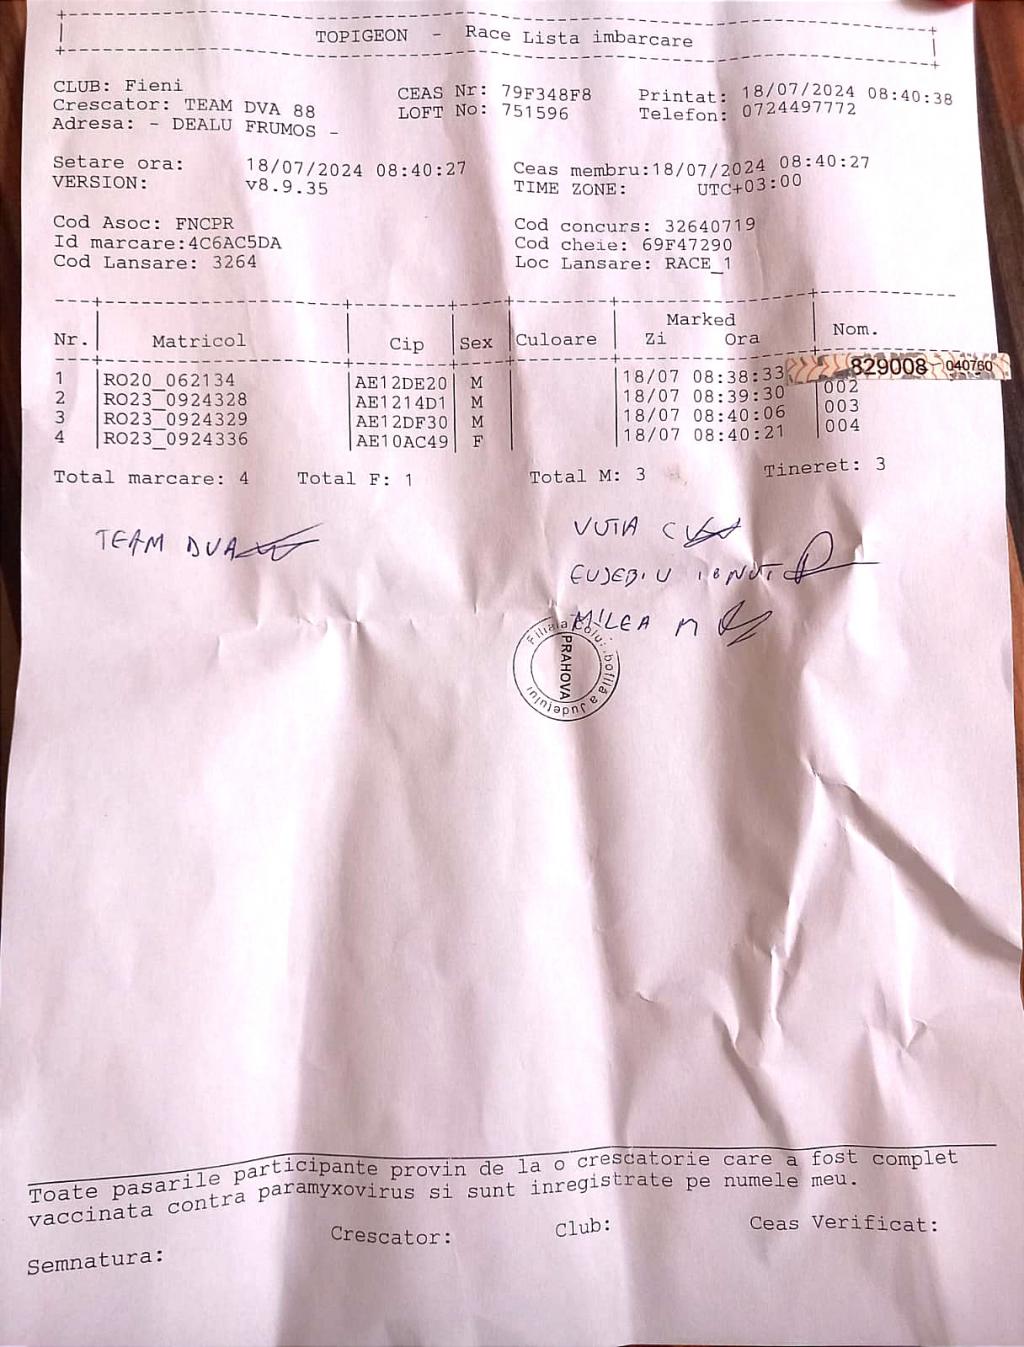 TOPIGEON - Race Lista imbarcare
CLUB: Fieni CEAS Nr: 79F348F8 Printat: 18/07/2024 08:40:38
Crescator: TEAM DVA 88 LOFT No: 751596 Telefon: 0724497772
Adresa: - DEALU FRUMOS -
Setare ora: 18/07/2024 08:40:27 Ceas membru:18/07/2024 08:40:27
VERSION: v8.9.35 TIME ZONE: UTC+03:00
Cod Asoc: FNCPR Cod concurs: 32640719
Id marcare:4C6AC5DA Cod cheie: 69F47290
Cod Lansare: 3264 Loc Lansare: RACE_1
Marked
Nr. Matricol Cip Sex Culoare Zi Ora Nom.
1 RO20_062134 AE12DE20 M 18/07 08:38:33 829008 040760
2 RO23_0924328 AE1214D1 M 18/07 08:39:30 002
3 RO23_0924329 AE12DF30 M 18/07 08:40:06 003
4 RO23_0924336 AE10AC49 F 18/07 08:40:21 004
Total marcare: 4 Total F: 1 Total M: 3 Tineret: 3
TEAM DVA
VUTA
EUJEBIU IONUT
MILEA M
Filiala a Judetului
PRAHOVA
Toate pasarile participante provin de la o crescatorie care a fost complet
vaccinata contra paramyxovirus si sunt inregistrate pe numele meu.
Semnatura: Crescator: Club: Ceas Verificat: